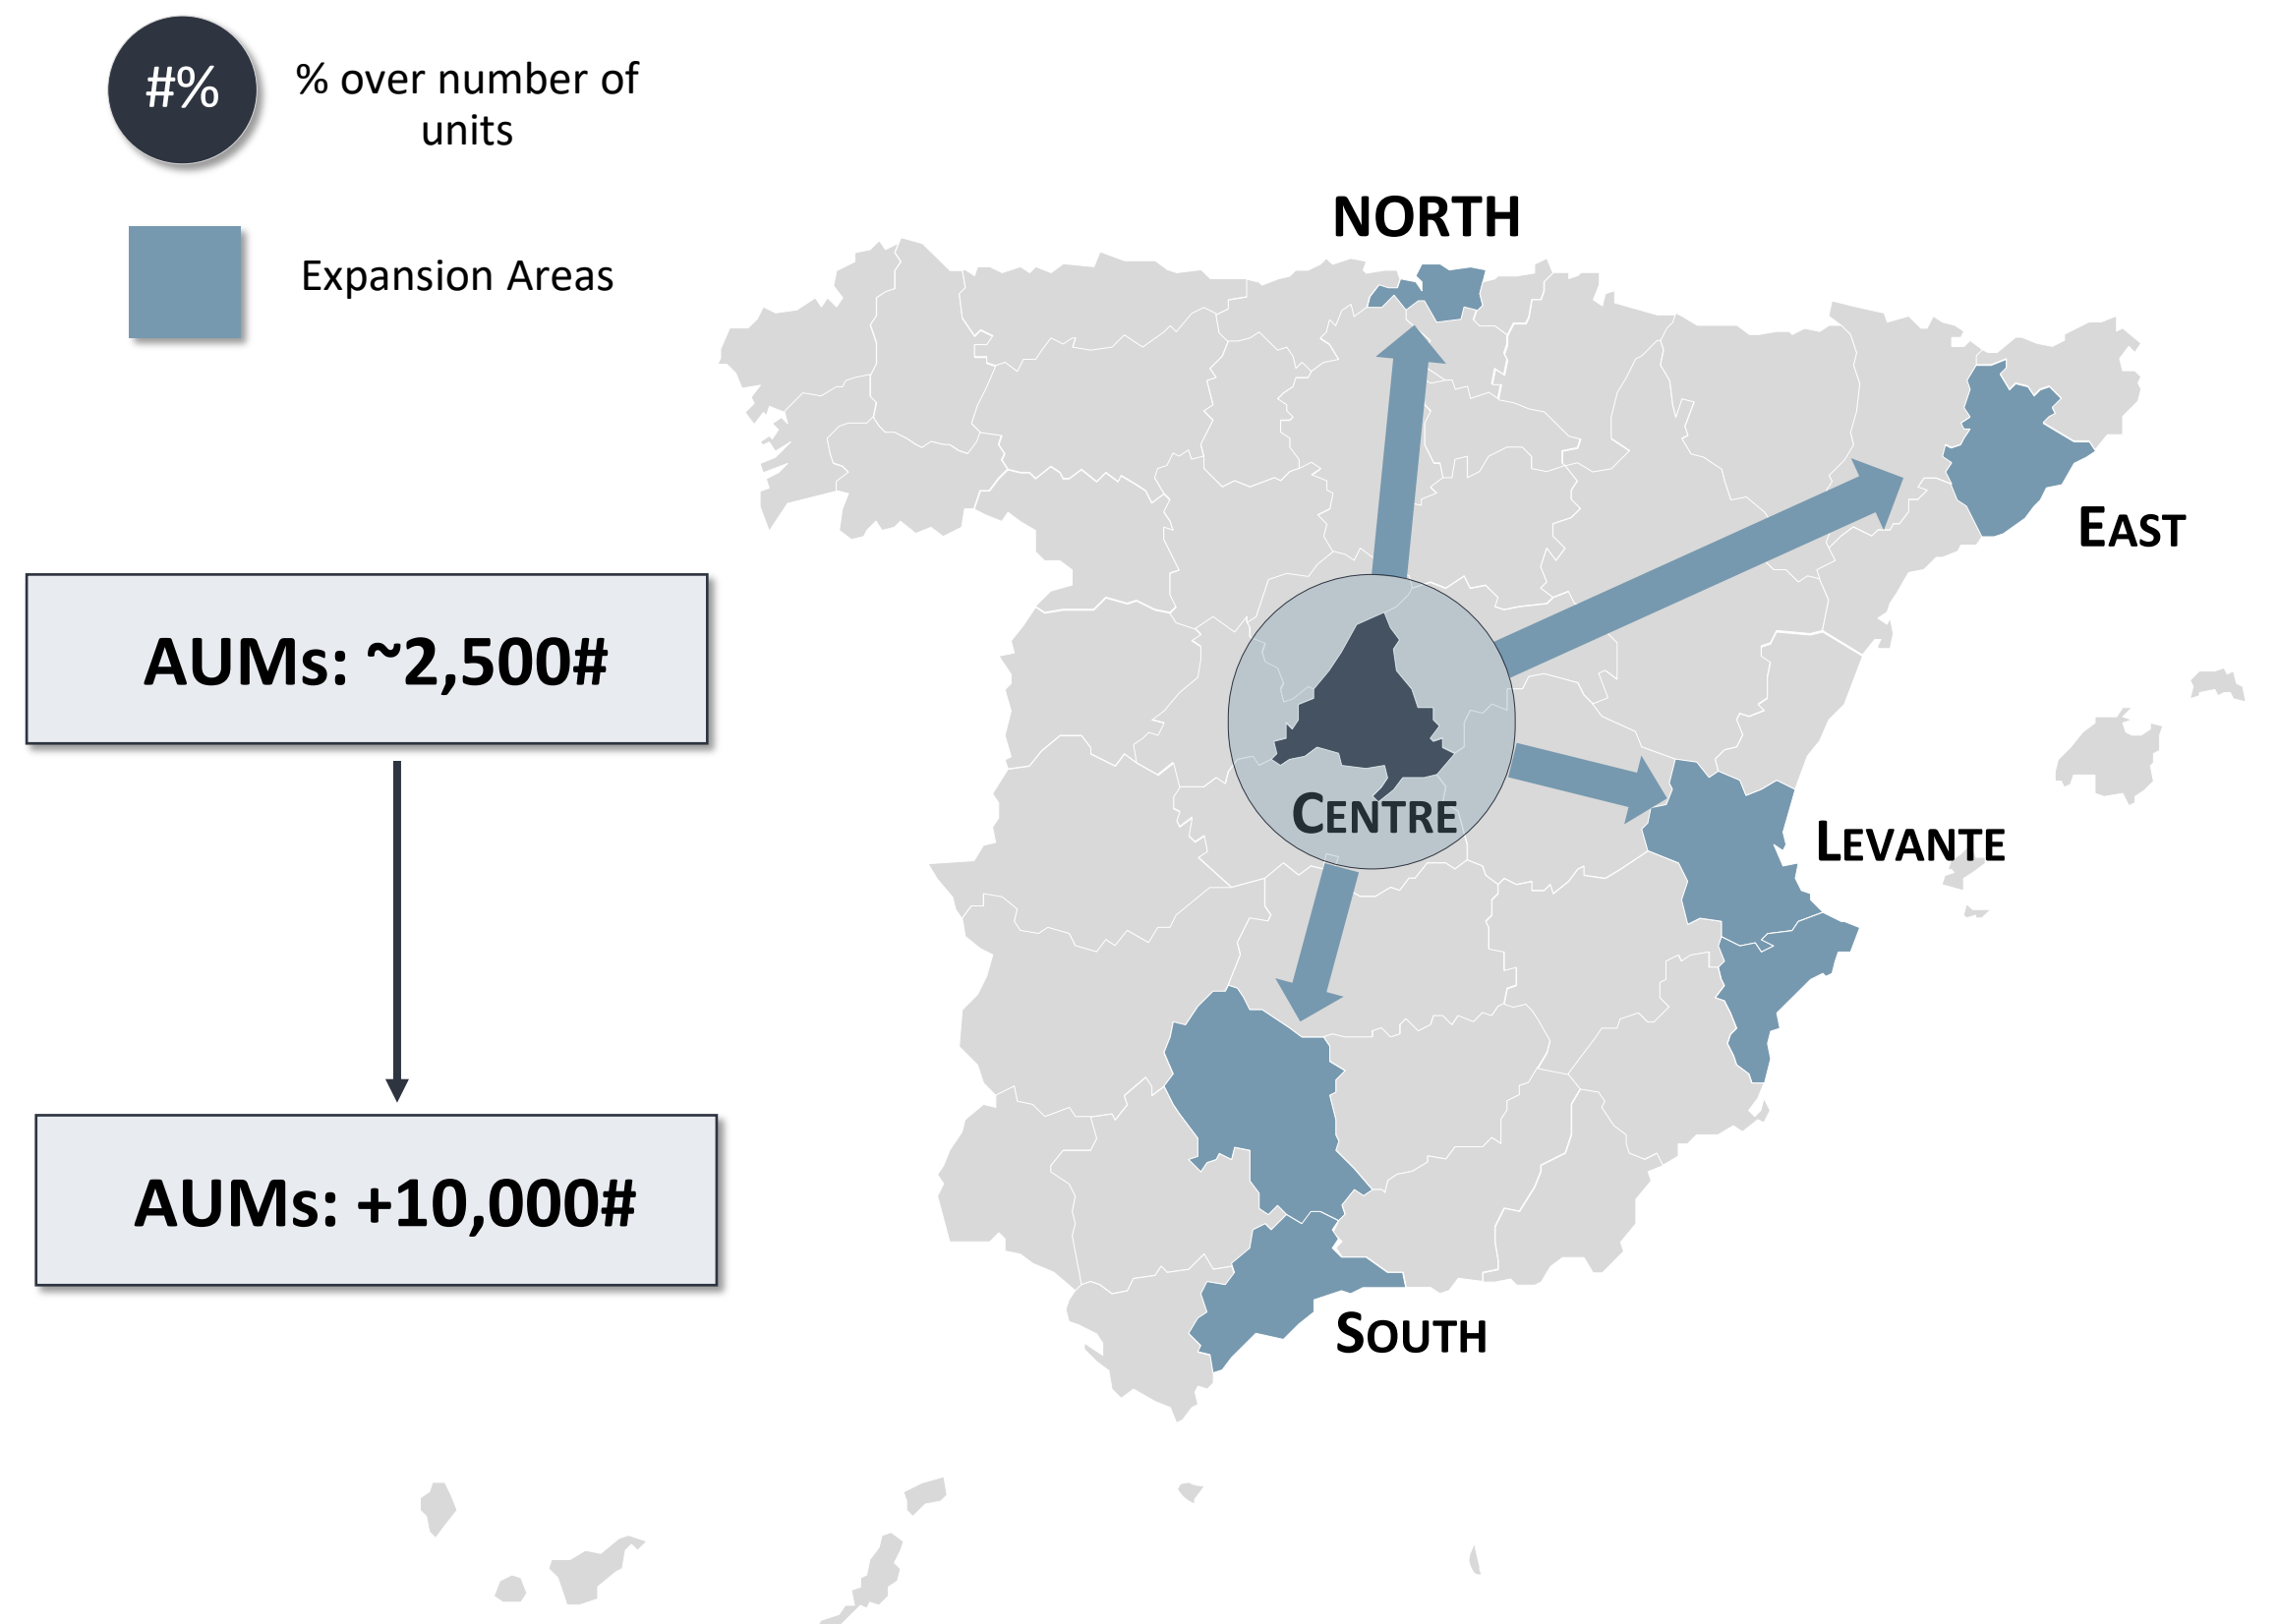 #%
% over number of
units
Expansion Areas
NORTH
EAST
AUMs: ~2,500#
CENTRE
LEVANTE
AUMs: +10,000#
SOUTH